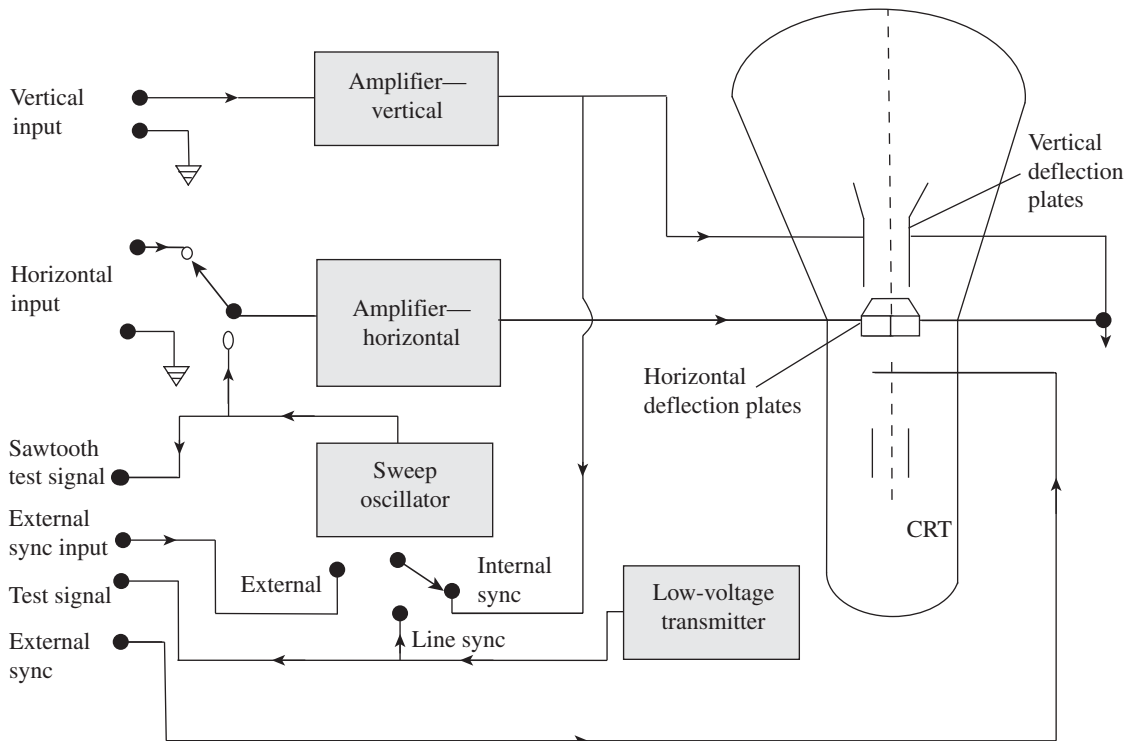 Vertical
input
Amplifier—
vertical
Vertical
deflection
plates
Horizontal
input
Amplifier—
horizontal
Horizontal
deflection plates
Sawtooth
test signal
Sweep
oscillator
External
sync input
CRT
External
Internal
sync
Test signal
Low-voltage
transmitter
Line sync
External
sync